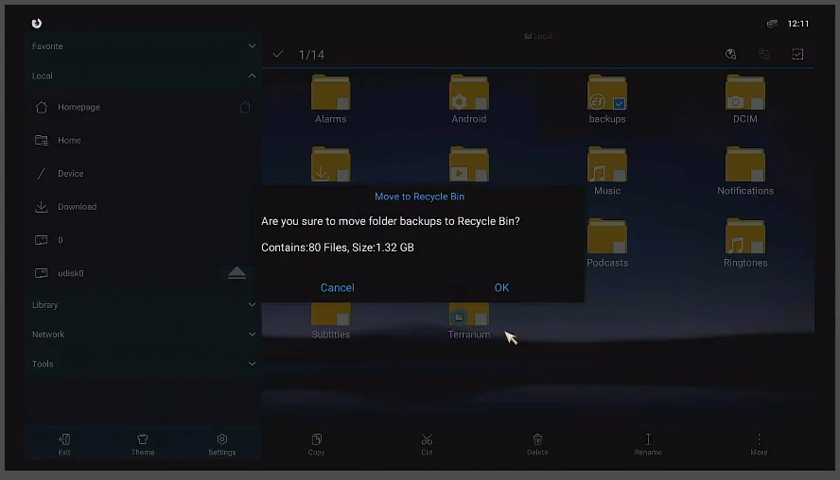 12:11
Favorite
Local
1/14
Local
Homepage
Home
Device
Download
0
udisk0
Library
Network
Tools
Exit
Theme
Settings
Alarms
Android
backups
DCIM
Music
Notifications
Podcasts
Ringtones
Subtitles
Terrarium
Move to Recycle Bin
Are you sure to move folder backups to Recycle Bin?
Contains:80 Files, Size:1.32 GB
Cancel
OK
Copy
Cut
Delete
Rename
More